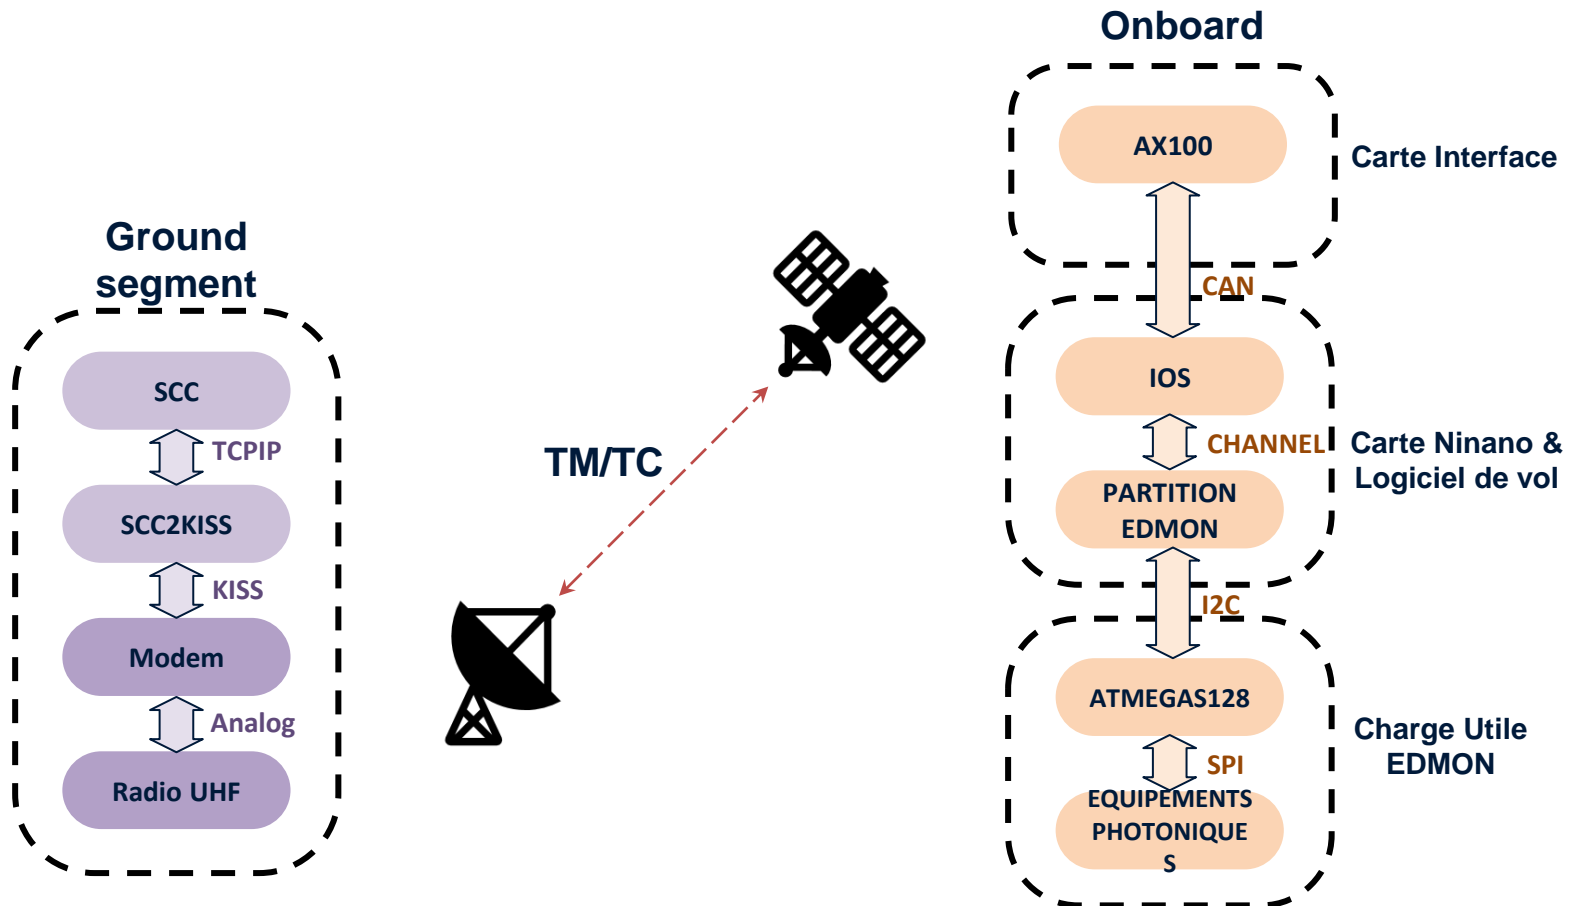 Ground
segment
SCC
TCPIP
SCC2KISS
KISS
Modem
Analog
Radio UHF
TM/TC
Onboard
AX100
Carte Interface
CAN
IOS
CHANNEL
Carte Ninano &
Logiciel de vol
PARTITION
EDMON
I2C
ATMEGAS128
Charge Utile
EDMON
SPI
EQUIPEMENTS
PHOTONIQUE
S